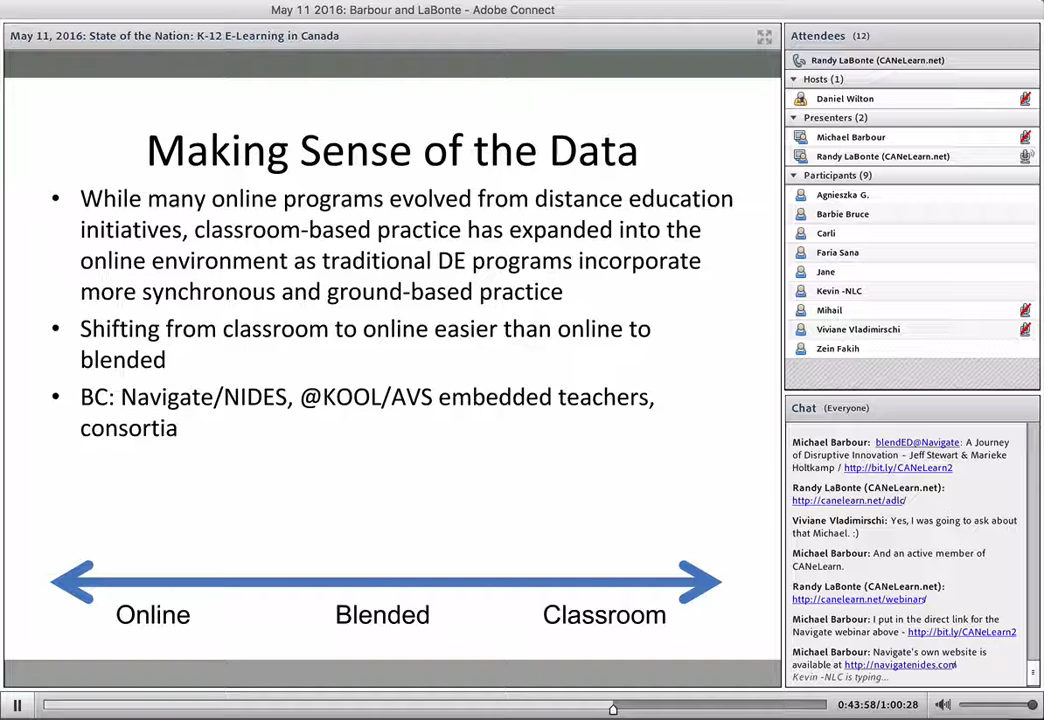 May 11 2016: Barbour and LaBonte - Adobe Connect
May 11, 2016: State of the Nation: K-12 E-Learning in Canada
Making Sense of the Data
• While many online programs evolved from distance education
initiatives, classroom-based practice has expanded into the
online environment as traditional DE programs incorporate
more synchronous and ground-based practice
• Shifting from classroom to online easier than online to
blended
• BC: Navigate/NIDES, @KOOL/AVS embedded teachers,
consortia
Online Blended Classroom
Attendees (12)
Randy LaBonte (CANeLearn.net)
Hosts (1)
Daniel Wilton
Presenters (2)
Michael Barbour
Randy LaBonte (CANeLearn.net)
Participants (9)
Agnieszka G.
Barbie Bruce
Carli
Faria Sana
Jane
Kevin -NLC
Mihail
Viviane Vladimirschi
Zein Fakih
Chat (Everyone)
Michael Barbour: blendED@Navigate: A Journey
of Disruptive Innovation - Jeff Stewart & Marieke
Holtkamp / http://bit.ly/CANeLearn2
Randy LaBonte (CANeLearn.net):
http://canelearn.net/adlc/
Viviane Vladimirschi: Yes, I was going to ask about
that Michael. :)
Michael Barbour: And an active member of
CANeLearn.
Randy LaBonte (CANeLearn.net):
http://canelearn.net/webinars/
Michael Barbour: I put in the direct link for the
Navigate webinar above - http://bit.ly/CANeLearn2
Michael Barbour: Navigate's own website is
available at http://navigatenides.com/
Kevin -NLC is typing...
0:43:58/1:00:28